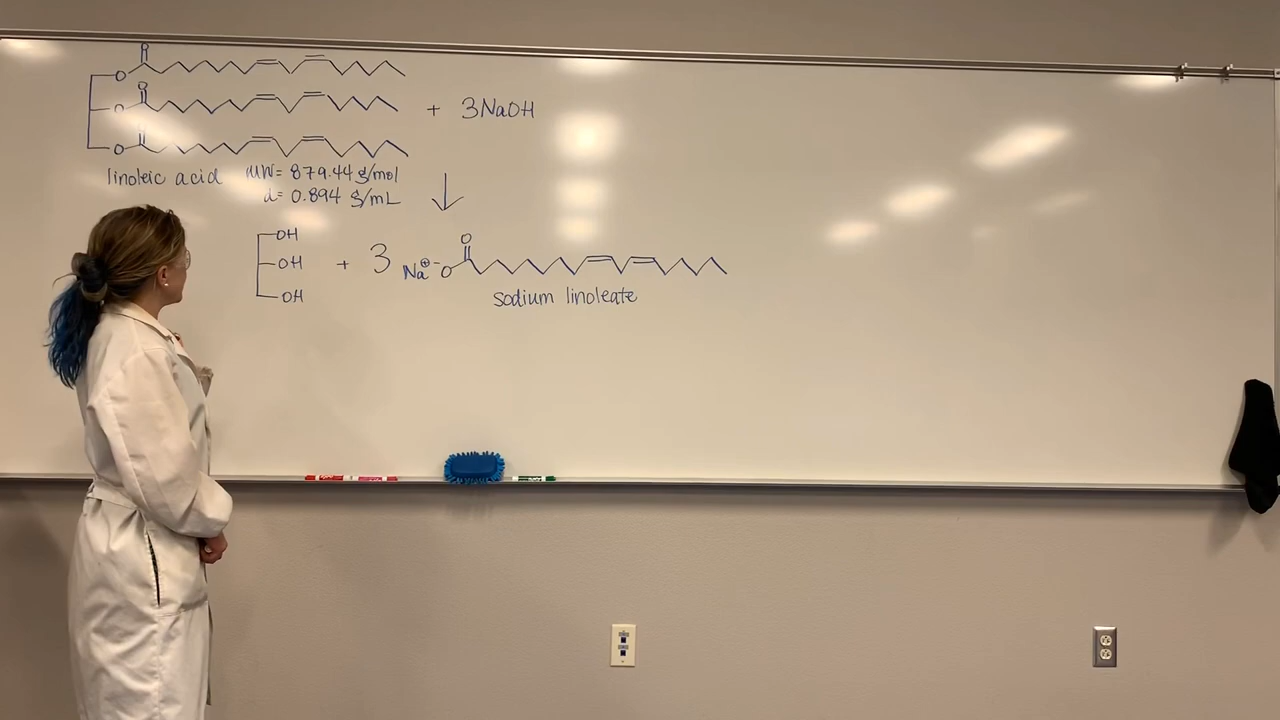 O
O O
O
O O + 3NaOH
O
O
linoleic acid MW= 879.44 g/mol
d= 0.894 g/mL
OH
OH + 3 Na⊕ -O O
OH
sodium linoleate